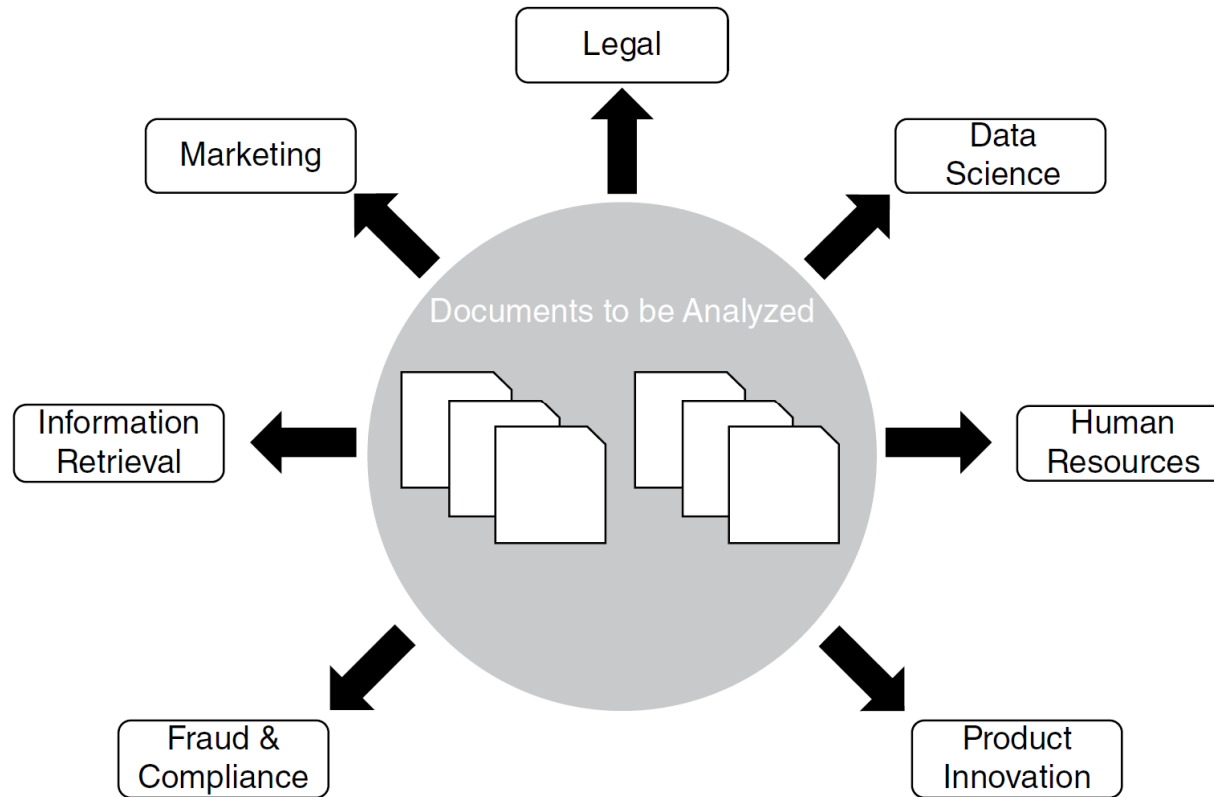 Legal
Marketing
Data
Science
Documents to be Analyzed
Information
Retrieval
Human
Resources
Fraud &
Compliance
Product
Innovation